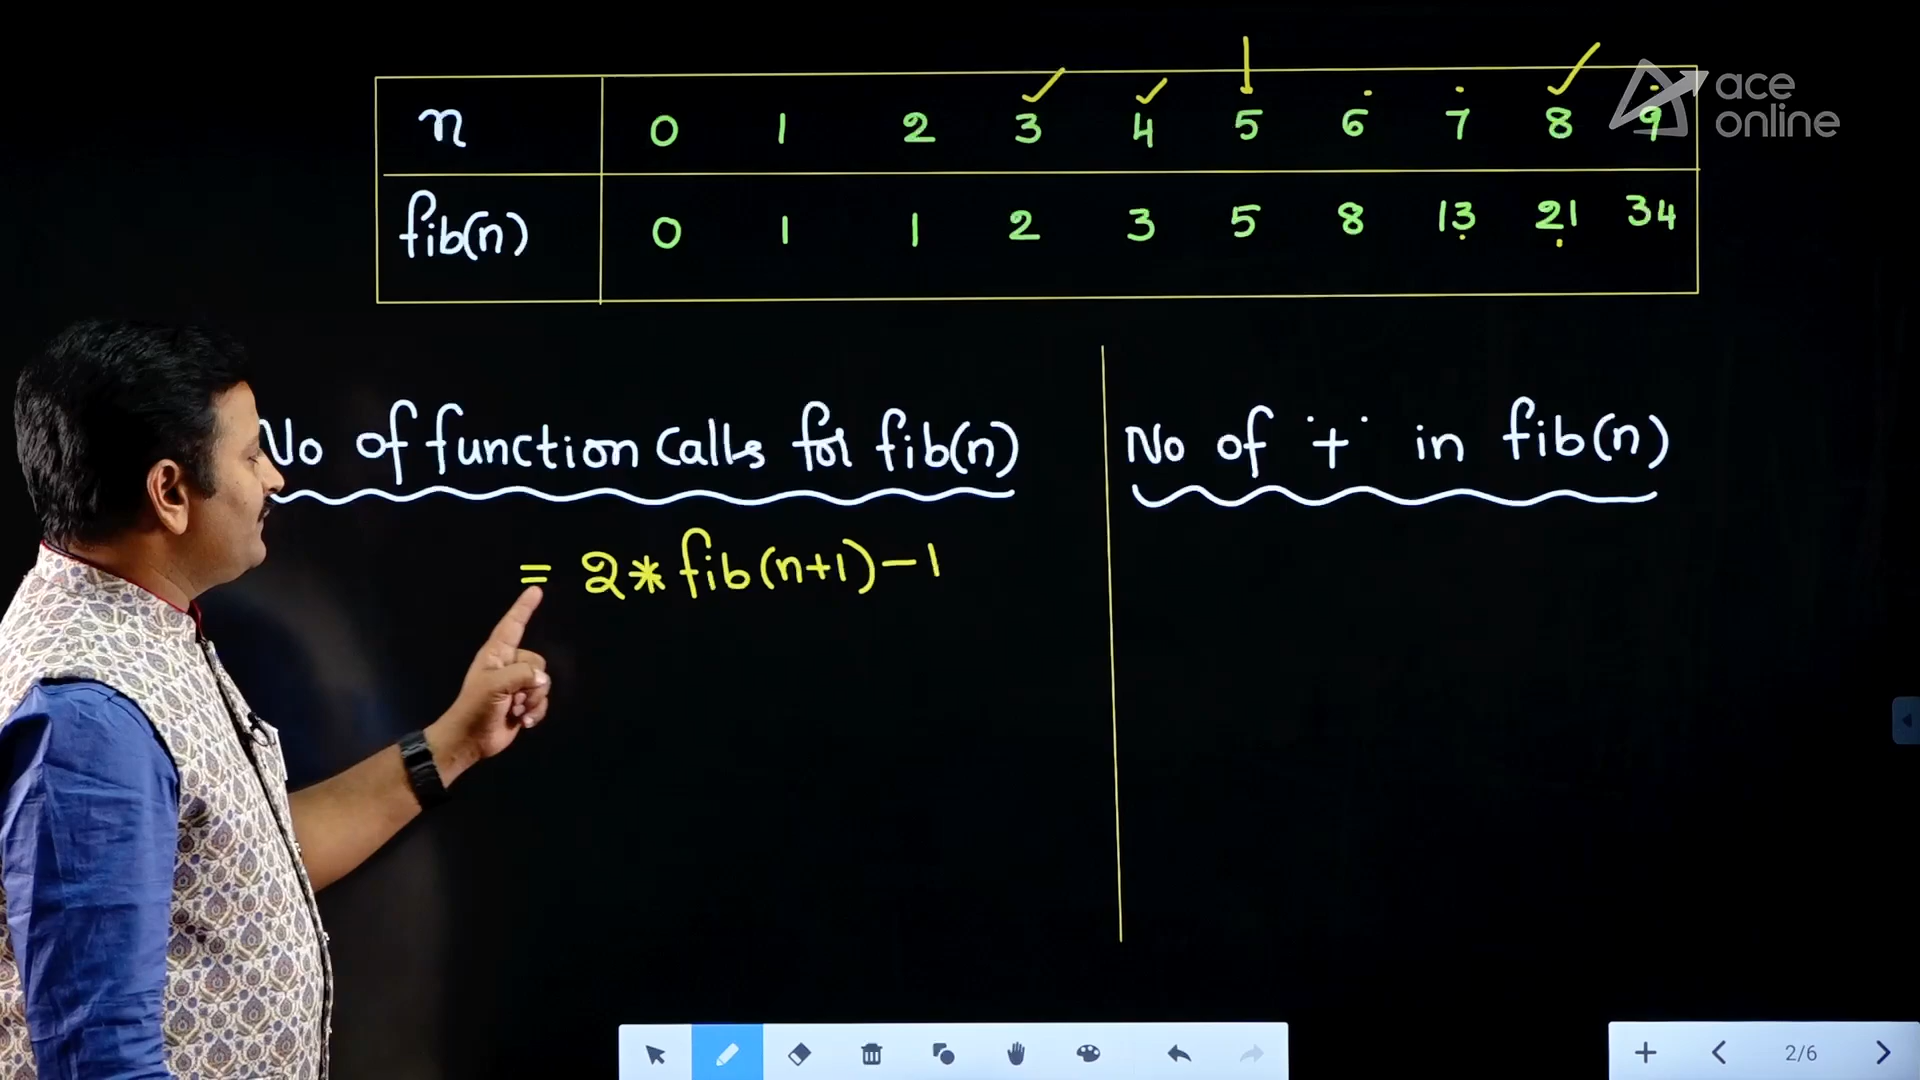 ace
online
n 0 1 2 3 4 5 6 7 8 9
fib(n) 0 1 1 2 3 5 8 13 21 34
No of function calls for fib(n)
= 2*fib(n+1)-1
No of '+' in fib(n)
2/6